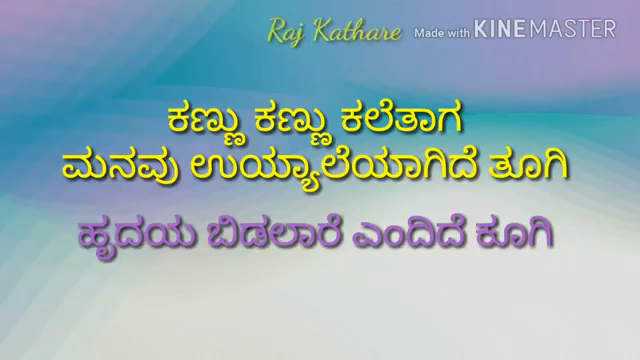 Raj Kathare Made with KINEMASTER
ಕಣ್ಣು ಕಣ್ಣು ಕಲೆತಾಗ
ಮನವು ಉಯ್ಯಾಲೆಯಾಗಿದೆ ತೂಗಿ
ಹೃದಯ ಬಿಡಲಾರೆ ಎಂದಿದೆ ಕೂಗಿ